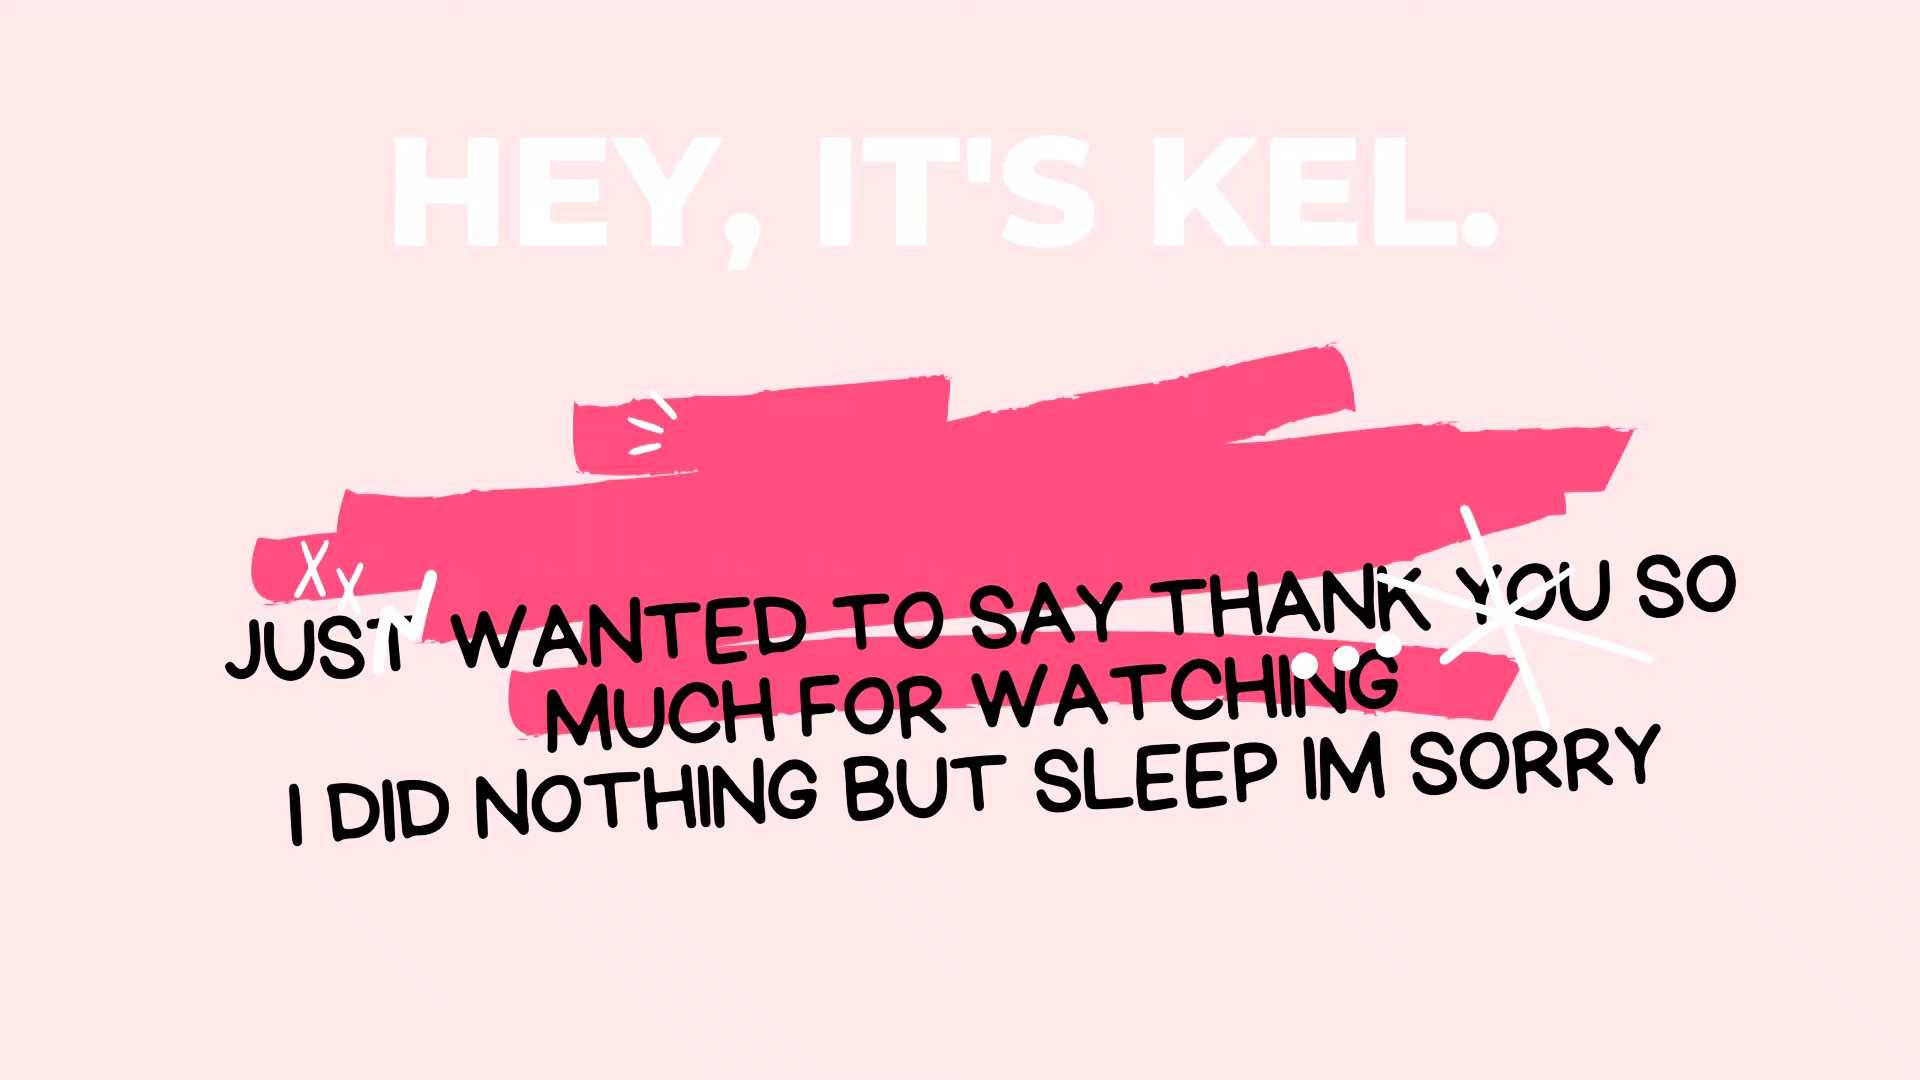 HEY, IT'S KEL.
JUST WANTED TO SAY THANK YOU SO
MUCH FOR WATCHING
I DID NOTHING BUT SLEEP IM SORRY